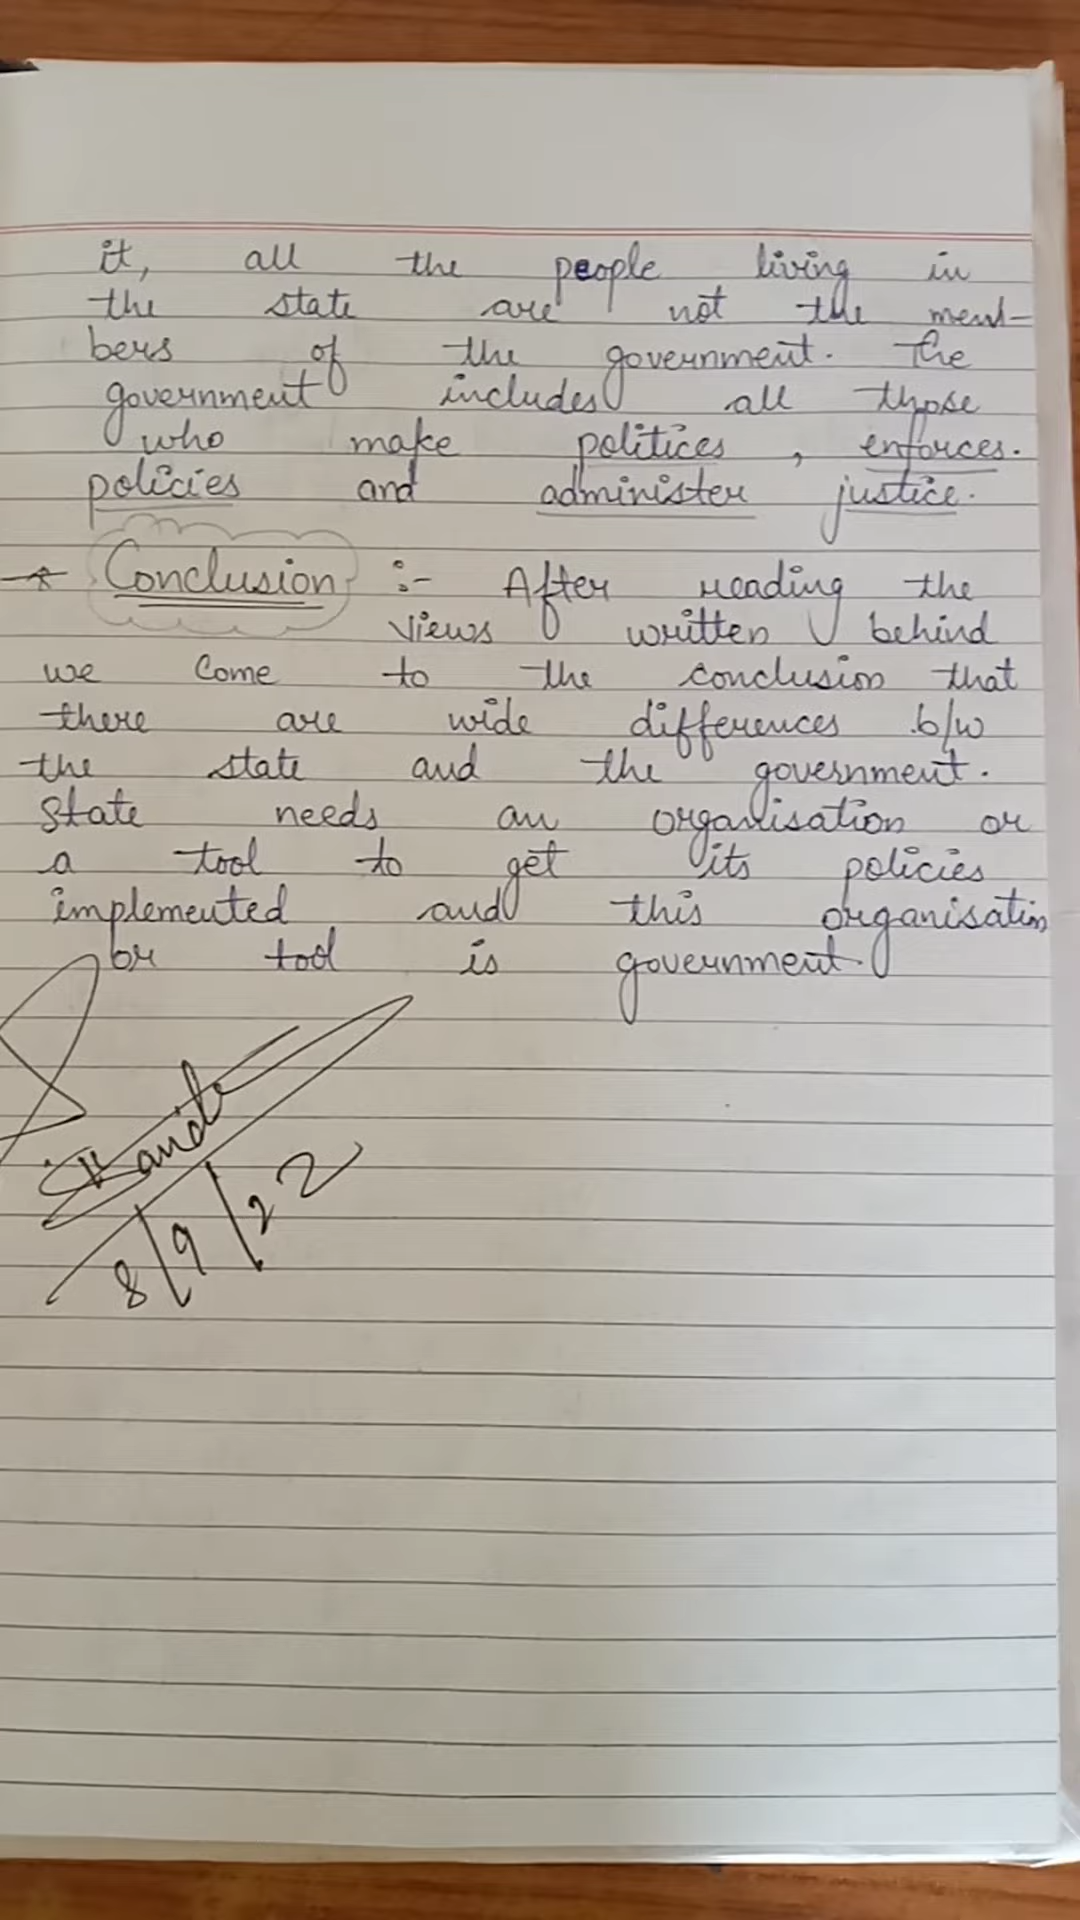 it, all the people living in
the state are not the mem-
bers of the government. The
government includes all those
who make politices, enforces.
policies and administer justice.
Conclusion :- After reading the
views written behind
we come to the conclusion that
there are wide differences b/w
the state and the government.
State needs an organisation or
a tool to get its policies
implemented and this organisation
or tool is government.
8/9/22